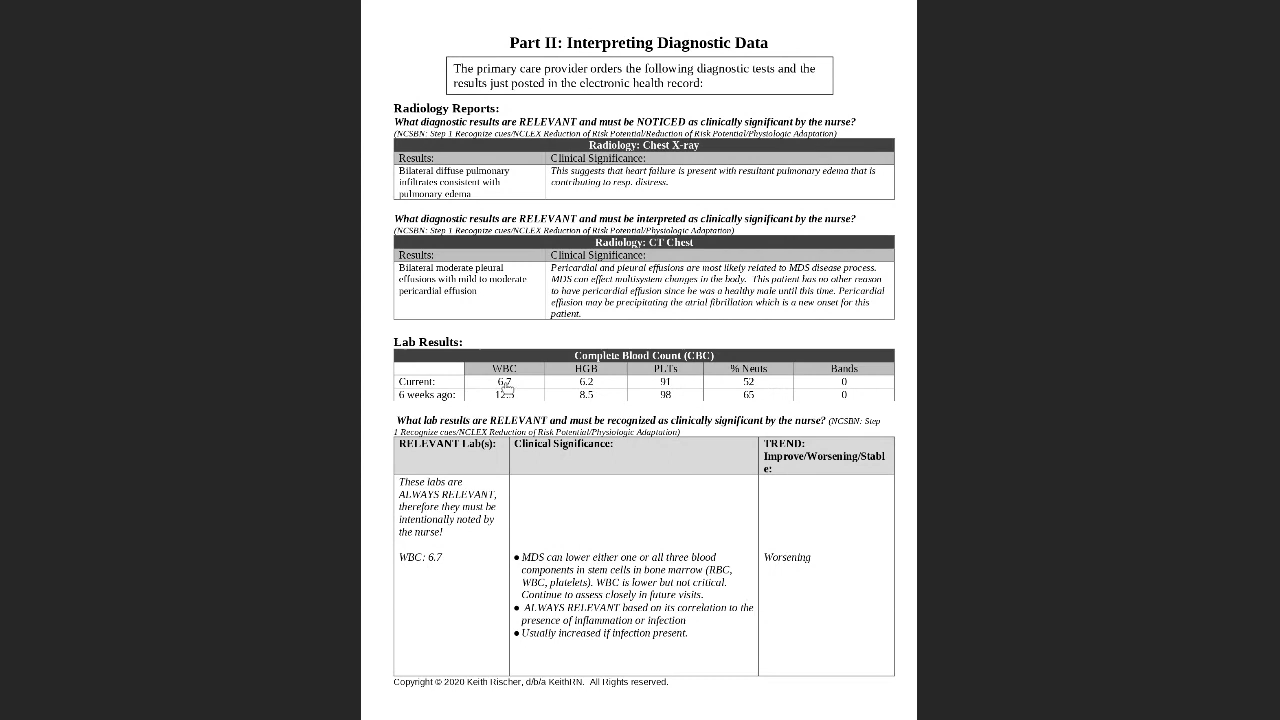 Part II: Interpreting Diagnostic Data
The primary care provider orders the following diagnostic tests and the
results just posted in the electronic health record:
Radiology Reports:
What diagnostic results are RELEVANT and must be NOTICED as clinically significant by the nurse?
(NCSBN: Step 1 Recognize cues/NCLEX Reduction of Risk Potential/Reduction of Risk Potential/Physiologic Adaptation)
Radiology: Chest X-ray
Results: Clinical Significance:
Bilateral diffuse pulmonary This suggests that heart failure is present with resultant pulmonary edema that is
infiltrates consistent with contributing to resp. distress.
pulmonary edema
What diagnostic results are RELEVANT and must be interpreted as clinically significant by the nurse?
(NCSBN: Step 1 Recognize cues/NCLEX Reduction of Risk Potential/Physiologic Adaptation)
Radiology: CT Chest
Results: Clinical Significance:
Bilateral moderate pleural Pericardial and pleural effusions are most likely related to MDS disease process.
effusions with mild to moderate MDS can effect multisystem changes in the body. This patient has no other reason
pericardial effusion to have pericardial effusion since he was a healthy male until this time. Pericardial
effusion may be precipitating the atrial fibrillation which is a new onset for this
patient.
Lab Results:
Complete Blood Count (CBC)
WBC HGB PLTs % Neuts Bands
Current: 6.7 6.2 91 52 0
6 weeks ago: 8.5 98 65 0
What lab results are RELEVANT and must be recognized as clinically significant by the nurse? (NCSBN: Step
1 Recognize cues/NCLEX Reduction of Risk Potential/Physiologic Adaptation)
RELEVANT Lab(s): Clinical Significance: TREND:
Improve/Worsening/Stabl
e:
These labs are
ALWAYS RELEVANT,
therefore they must be
intentionally noted by
the nurse!
WBC: 6.7 ● MDS can lower either one or all three blood Worsening
components in stem cells in bone marrow (RBC,
WBC, platelets). WBC is lower but not critical.
Continue to assess closely in future visits.
● ALWAYS RELEVANT based on its correlation to the
presence of inflammation or infection
● Usually increased if infection present.
Copyright © 2020 Keith Rischer, d/b/a KeithRN. All Rights reserved.